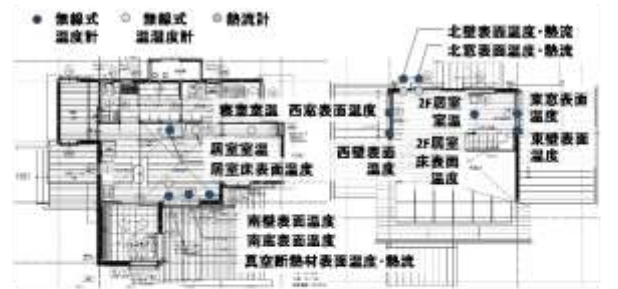 無線式
温度計
無線式
温湿度計
熱流計
北壁表面温度・熱流
北窓表面温度・熱流
寝室室温
西窓表面温度
2F居室
室温
東窓表面
温度
居室室温
居室床表面温度
西壁表面
温度
2F居室
床表面
温度
東壁表面
温度
南壁表面温度
南窓表面温度
真空断熱材表面温度・熱流